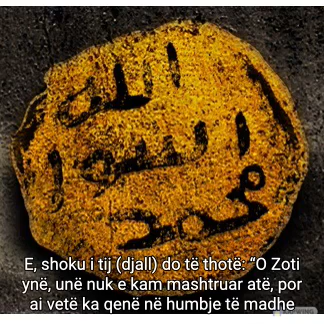 الله
رسول
محمد
E, shoku i tij (djall) do të thotë: “O Zoti
ynë, unë nuk e kam mashtruar atë, por
ai vetë ka qenë në humbje të madhe